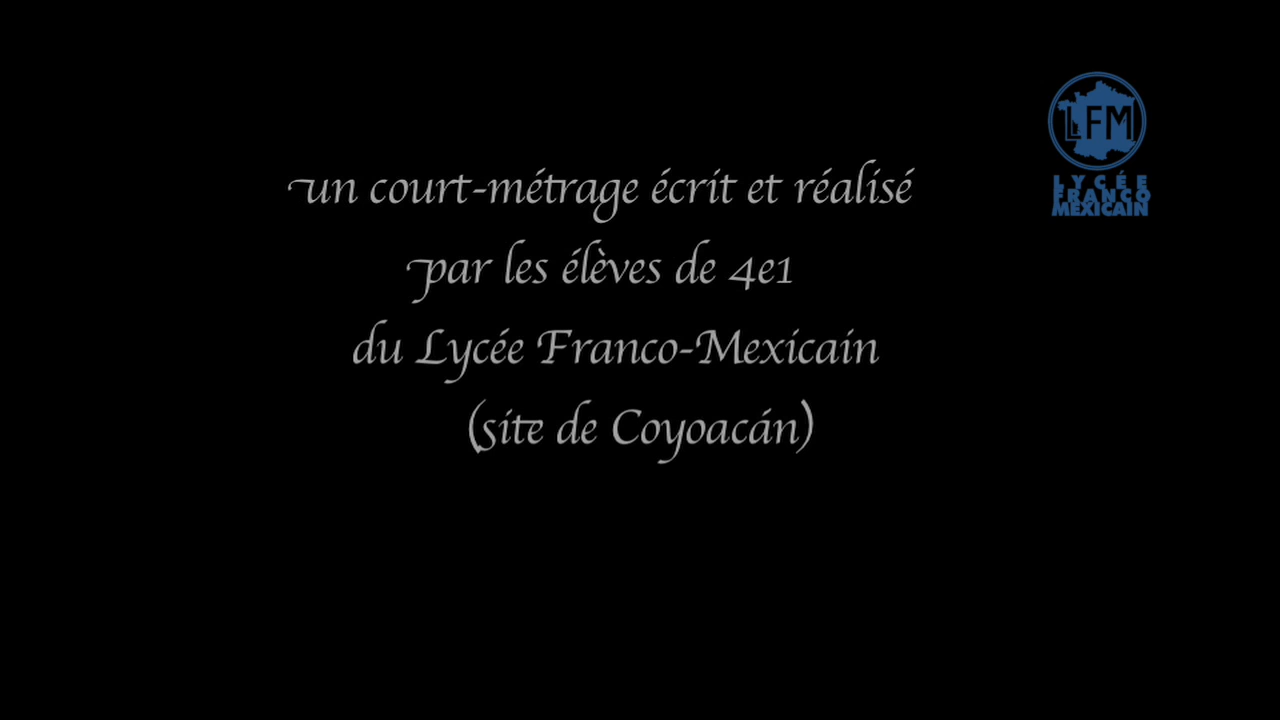 un court-métrage écrit et réalisé
par les élèves de 4e1
du Lycée Franco-Mexicain
(site de Coyoacán)
LFM
LYCÉE
FRANCO
MEXICAIN